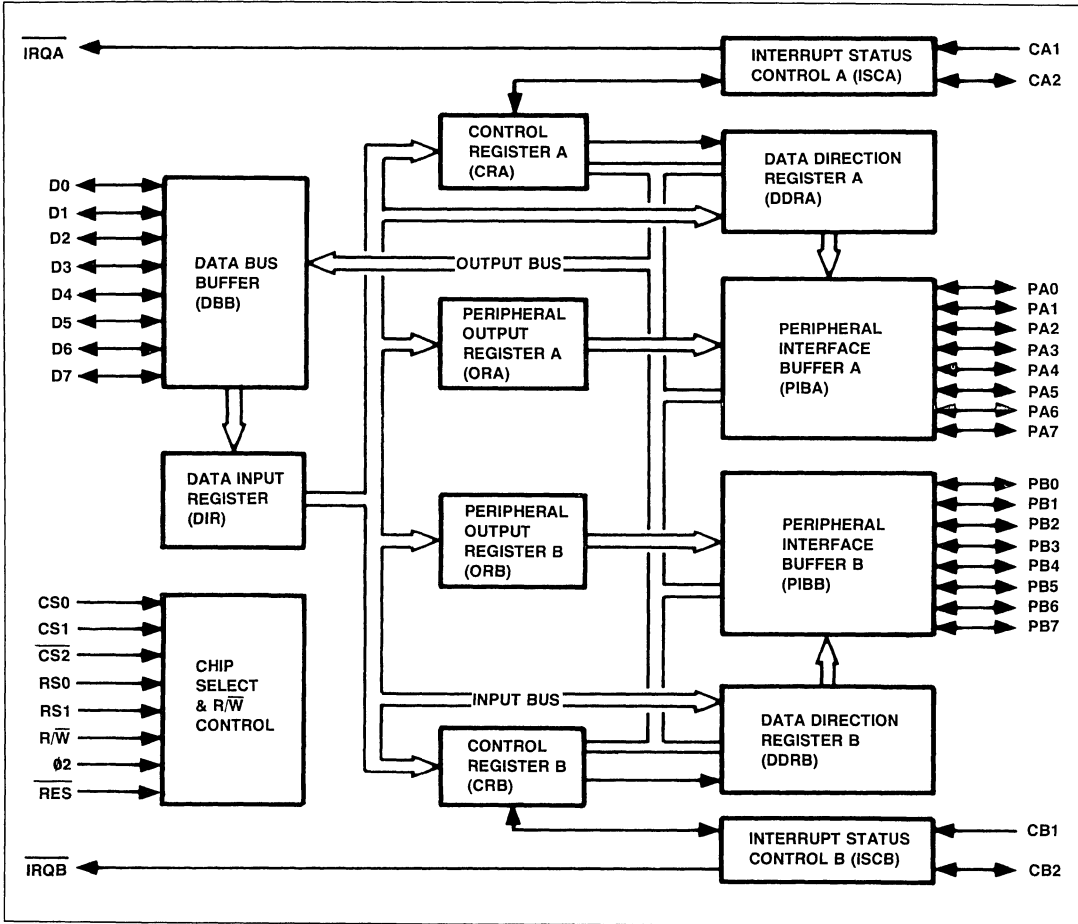 IRQA
INTERRUPT STATUS
CONTROL A (ISCA)
CA1
CA2
CONTROL
REGISTER A
(CRA)
DATA DIRECTION
REGISTER A
(DDRA)
D0
D1
D2
D3
D4
D5
D6
D7
DATA BUS
BUFFER
(DBB)
OUTPUT BUS
PERIPHERAL
OUTPUT
REGISTER A
(ORA)
PERIPHERAL
INTERFACE
BUFFER A
(PIBA)
PA0
PA1
PA2
PA3
PA4
PA5
PA6
PA7
DATA INPUT
REGISTER
(DIR)
PERIPHERAL
OUTPUT
REGISTER B
(ORB)
PERIPHERAL
INTERFACE
BUFFER B
(PIBB)
PB0
PB1
PB2
PB3
PB4
PB5
PB6
PB7
CS0
CS1
CS2
RS0
RS1
R/W
Φ2
RES
CHIP
SELECT
& R/W
CONTROL
INPUT BUS
CONTROL
REGISTER B
(CRB)
DATA DIRECTION
REGISTER B
(DDRB)
INTERRUPT STATUS
CONTROL B (ISCB)
CB1
CB2
IRQB